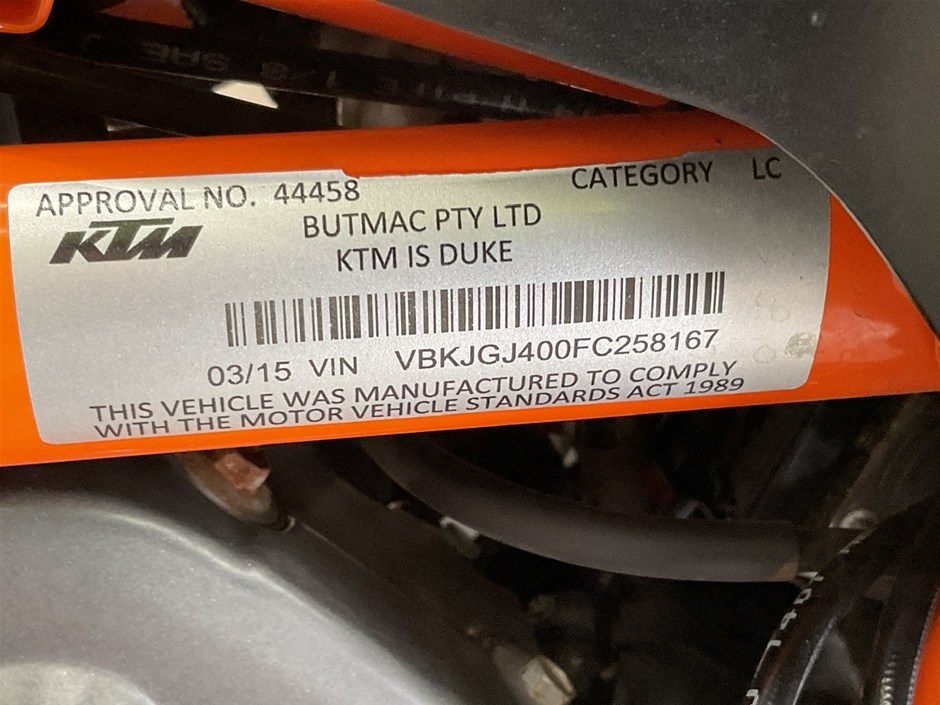 APPROVAL NO. 44458 CATEGORY LC
KTM
BUTMAC PTY LTD
KTM IS DUKE
03/15 VIN VBKJGJ400FC258167
THIS VEHICLE WAS MANUFACTURED TO COMPLY
WITH THE MOTOR VEHICLE STANDARDS ACT 1989